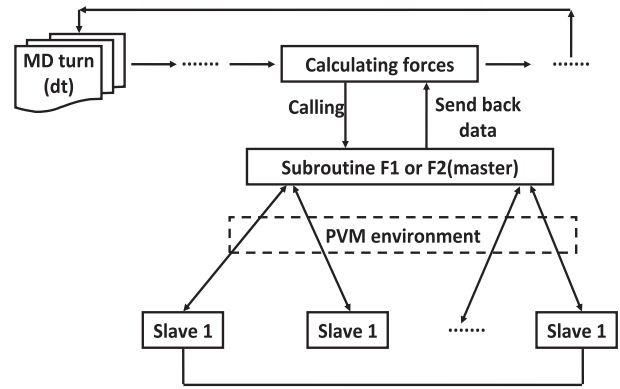 MD turn
(dt)
.......
Calculating forces
.......
Calling
Send back
data
Subroutine F1 or F2(master)
PVM environment
Slave 1
Slave 1
.......
Slave 1